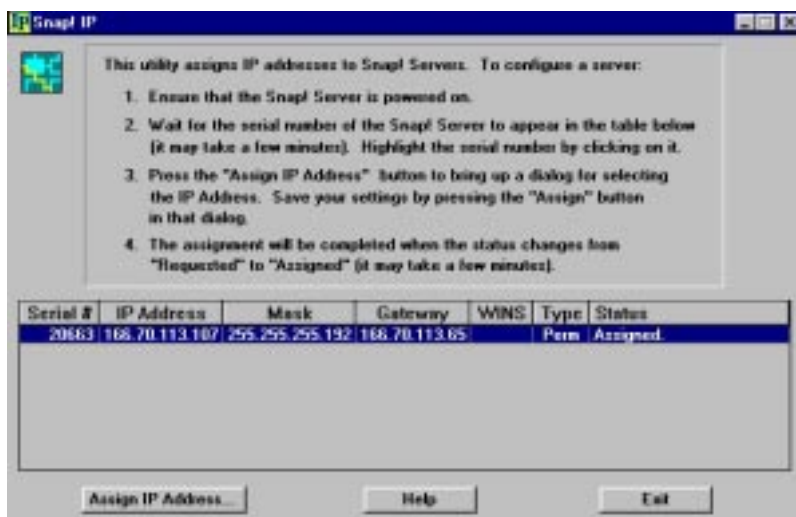 Snap! IP
This utility assigns IP addresses to Snap! Servers. To configure a server:
1. Ensure that the Snap! Server is powered on.
2. Wait for the serial number of the Snap! Server to appear in the table below
(it may take a few minutes). Highlight the serial number by clicking on it.
3. Press the "Assign IP Address" button to bring up a dialog for selecting
the IP Address. Save your settings by pressing the "Assign" button
in that dialog.
4. The assignment will be completed when the status changes from
"Requested" to "Assigned" (it may take a few minutes).
Serial # IP Address Mask Gateway WINS Type Status
20663 166.70.113.107 255.255.255.192 166.70.113.65 Perm Assigned.
Assign IP Address... Help Exit